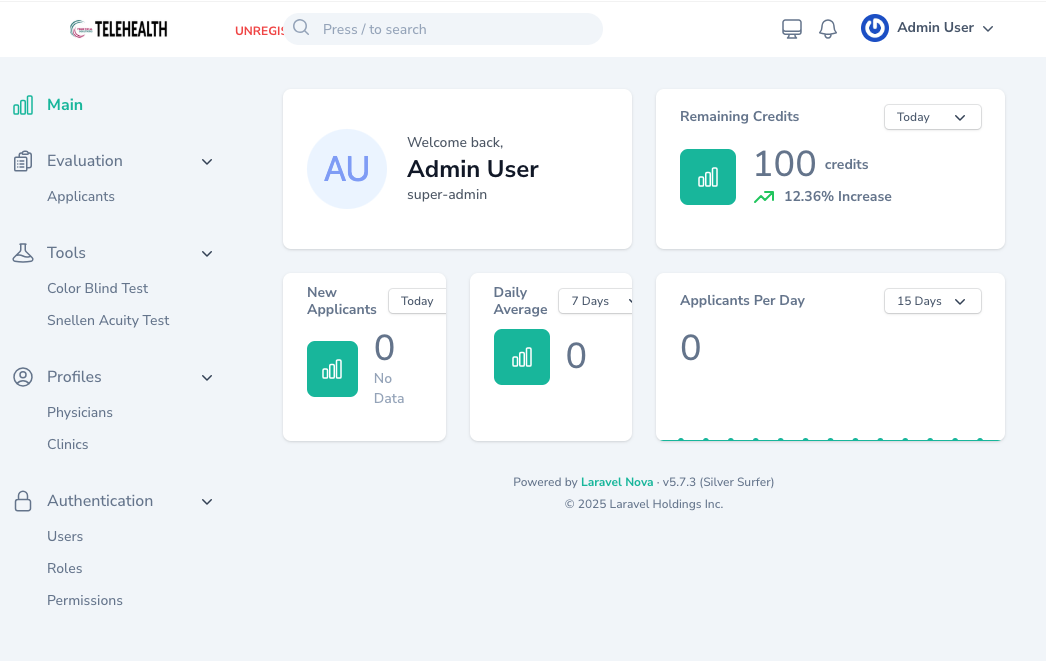 TELEHEALTH
UNREGIS
Press / to search
Admin User
Main
Evaluation
Applicants
Tools
Color Blind Test
Snellen Acuity Test
Profiles
Physicians
Clinics
Authentication
Users
Roles
Permissions
AU
Welcome back,
Admin User
super-admin
Remaining Credits
Today
100 credits
12.36% Increase
New
Applicants
Today
0
No
Data
Daily
Average
7 Days
0
Applicants Per Day
15 Days
0
Powered by Laravel Nova · v5.7.3 (Silver Surfer)
© 2025 Laravel Holdings Inc.